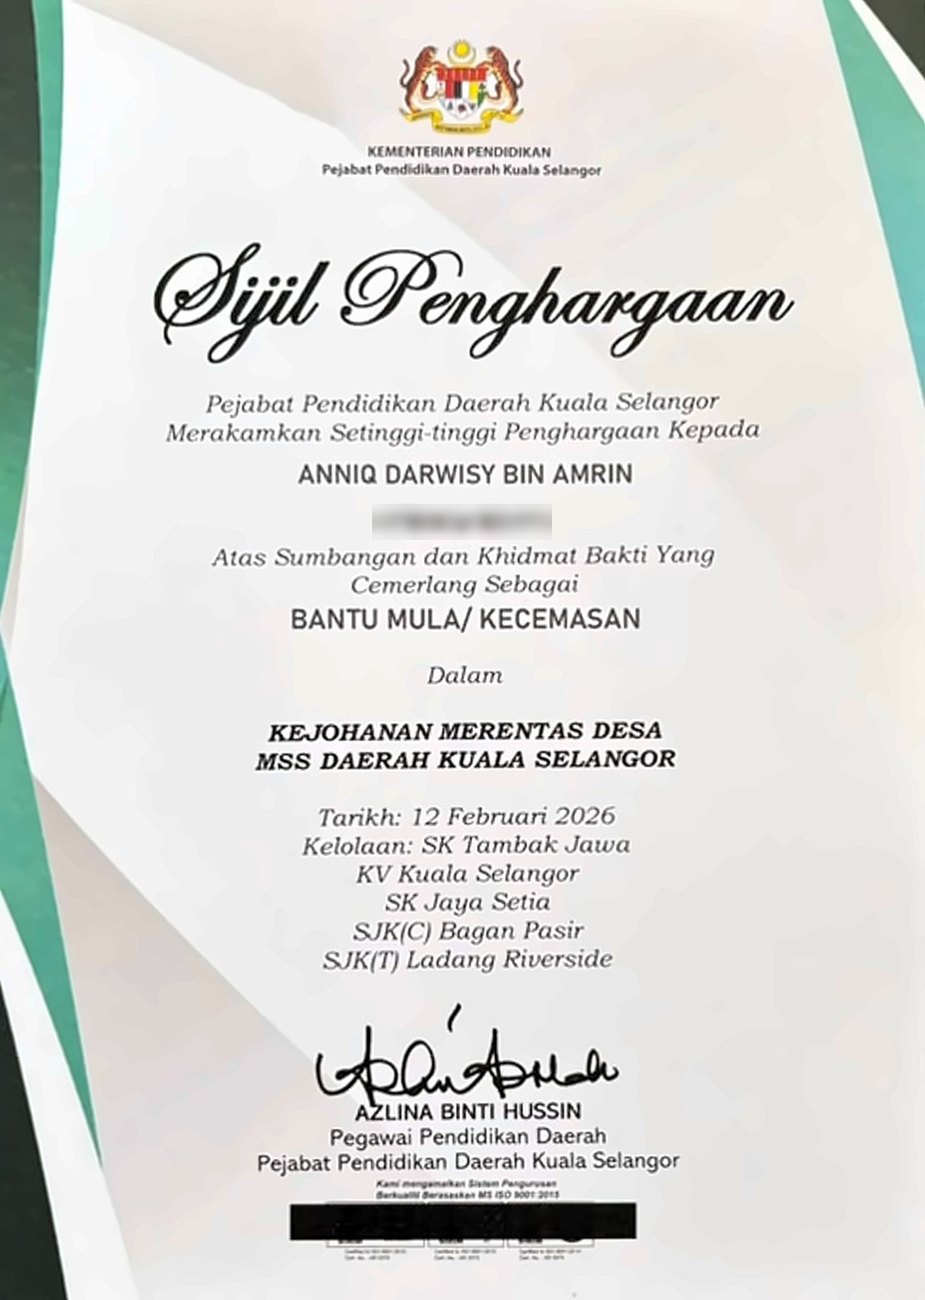 KEMENTERIAN PENDIDIKAN
Pejabat Pendidikan Daerah Kuala Selangor
Sijil Penghargaan
Pejabat Pendidikan Daerah Kuala Selangor
Merakamkan Setinggi-tinggi Penghargaan Kepada
ANNIQ DARWISY BIN AMRIN
Atas Sumbangan dan Khidmat Bakti Yang
Cemerlang Sebagai
BANTU MULA/ KECEMASAN
Dalam
KEJOHANAN MERENTAS DESA
MSS DAERAH KUALA SELANGOR
Tarikh: 12 Februari 2026
Kelolaan: SK Tambak Jawa
KV Kuala Selangor
SK Jaya Setia
SJK(C) Bagan Pasir
SJK(T) Ladang Riverside
AZLINA BINTI HUSSIN
Pegawai Pendidikan Daerah
Pejabat Pendidikan Daerah Kuala Selangor
Kami mengamalkan Sistem Pengurusan
Berkualiti Berasaskan MS ISO 9001:2015